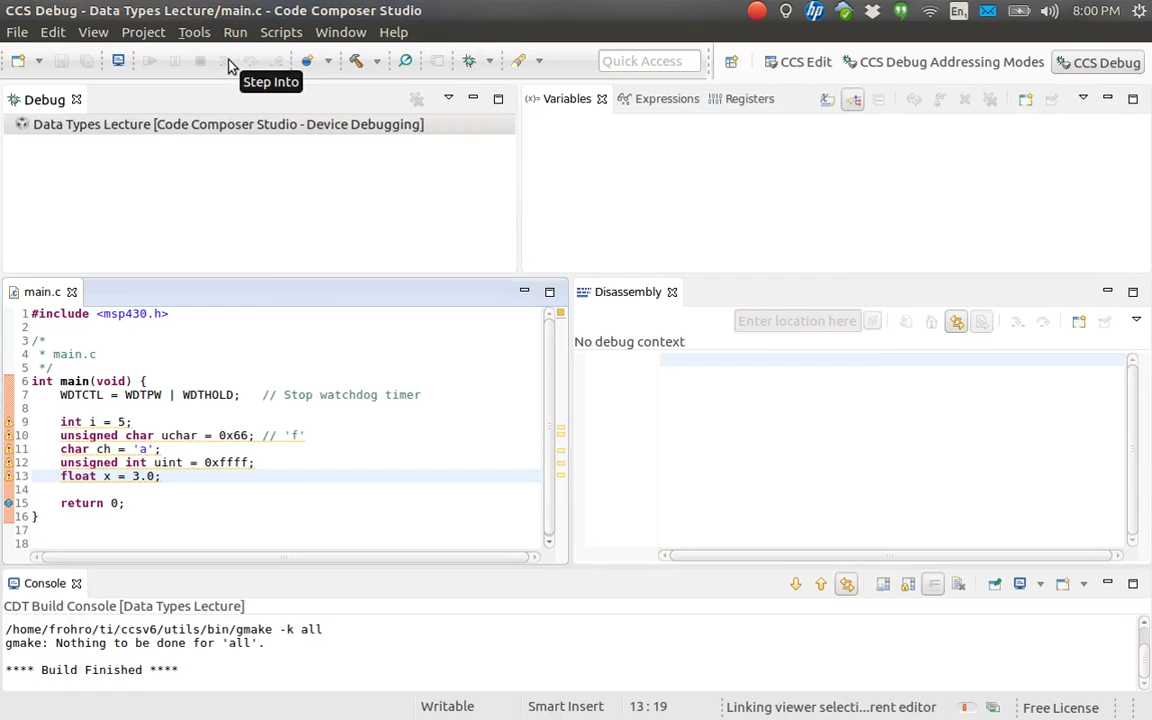 CCS Debug - Data Types Lecture/main.c - Code Composer Studio
En
8:00 PM
File Edit View Project Tools Run Scripts Window Help
Quick Access
CCS Edit
CCS Debug Addressing Modes
CCS Debug
Step Into
Debug
(x)= Variables
Expressions
Registers
Data Types Lecture [Code Composer Studio - Device Debugging]
main.c
Disassembly
Enter location here
No debug context
1 #include <msp430.h>
2
3 /*
4  * main.c
5  */
6 int main(void) {
7     WDTCTL = WDTPW | WDTHOLD;   // Stop watchdog timer
8
9     int i = 5;
10     unsigned char uchar = 0x66; // 'f'
11     char ch = 'a';
12     unsigned int uint = 0xffff;
13     float x = 3.0;
14
15     return 0;
16 }
17
18
Console
CDT Build Console [Data Types Lecture]
/home/frohro/ti/ccsv6/utils/bin/gmake -k all
gmake: Nothing to be done for 'all'.
**** Build Finished ****
Writable
Smart Insert
13 : 19
Linking viewer selecti...rent editor
Free License